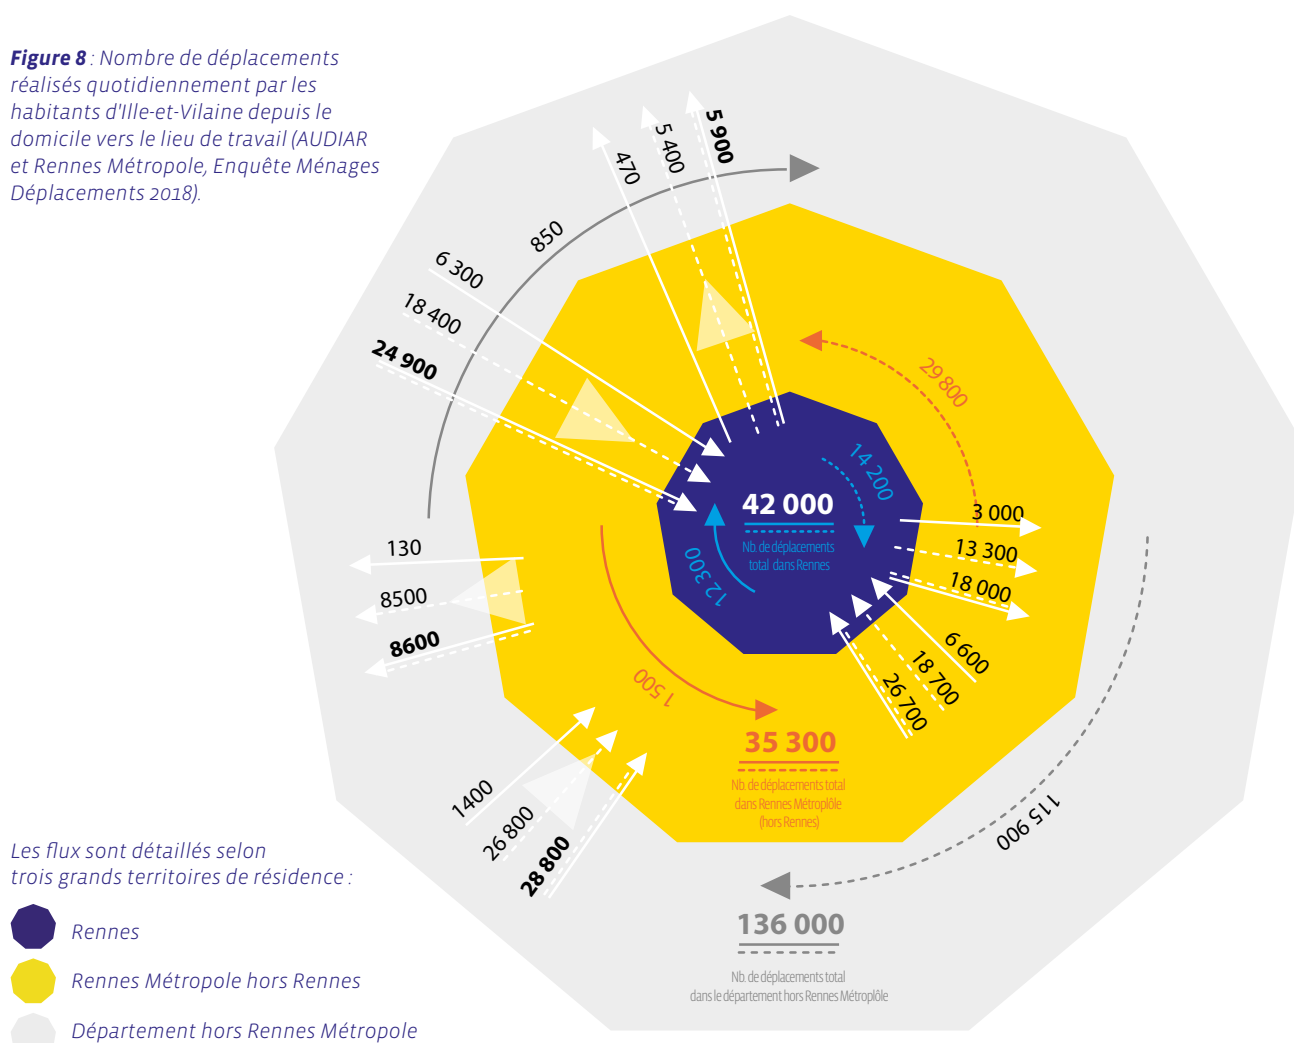 Figure 8 : Nombre de déplacements
réalisés quotidiennement par les
habitants d'Ille-et-Vilaine depuis le
domicile vers le lieu de travail (AUDIAR
et Rennes Métropole, Enquête Ménages
Déplacements 2018).
470
5 400
5 900
850
6 300
18 400
24 900
29 800
14 200
42 000
Nb. de déplacements
total dans Rennes
12 300
3 000
13 300
18 000
130
8500
8600
6 600
18 700
26 700
1 500
35 300
Nb. de déplacements total
dans Rennes Métroplôle
(hors Rennes)
1400
26 800
28 800
115 900
136 000
Nb. de déplacements total
dans le département hors Rennes Métroplôle
Les flux sont détaillés selon
trois grands territoires de résidence :
Rennes
Rennes Métropole hors Rennes
Département hors Rennes Métropole